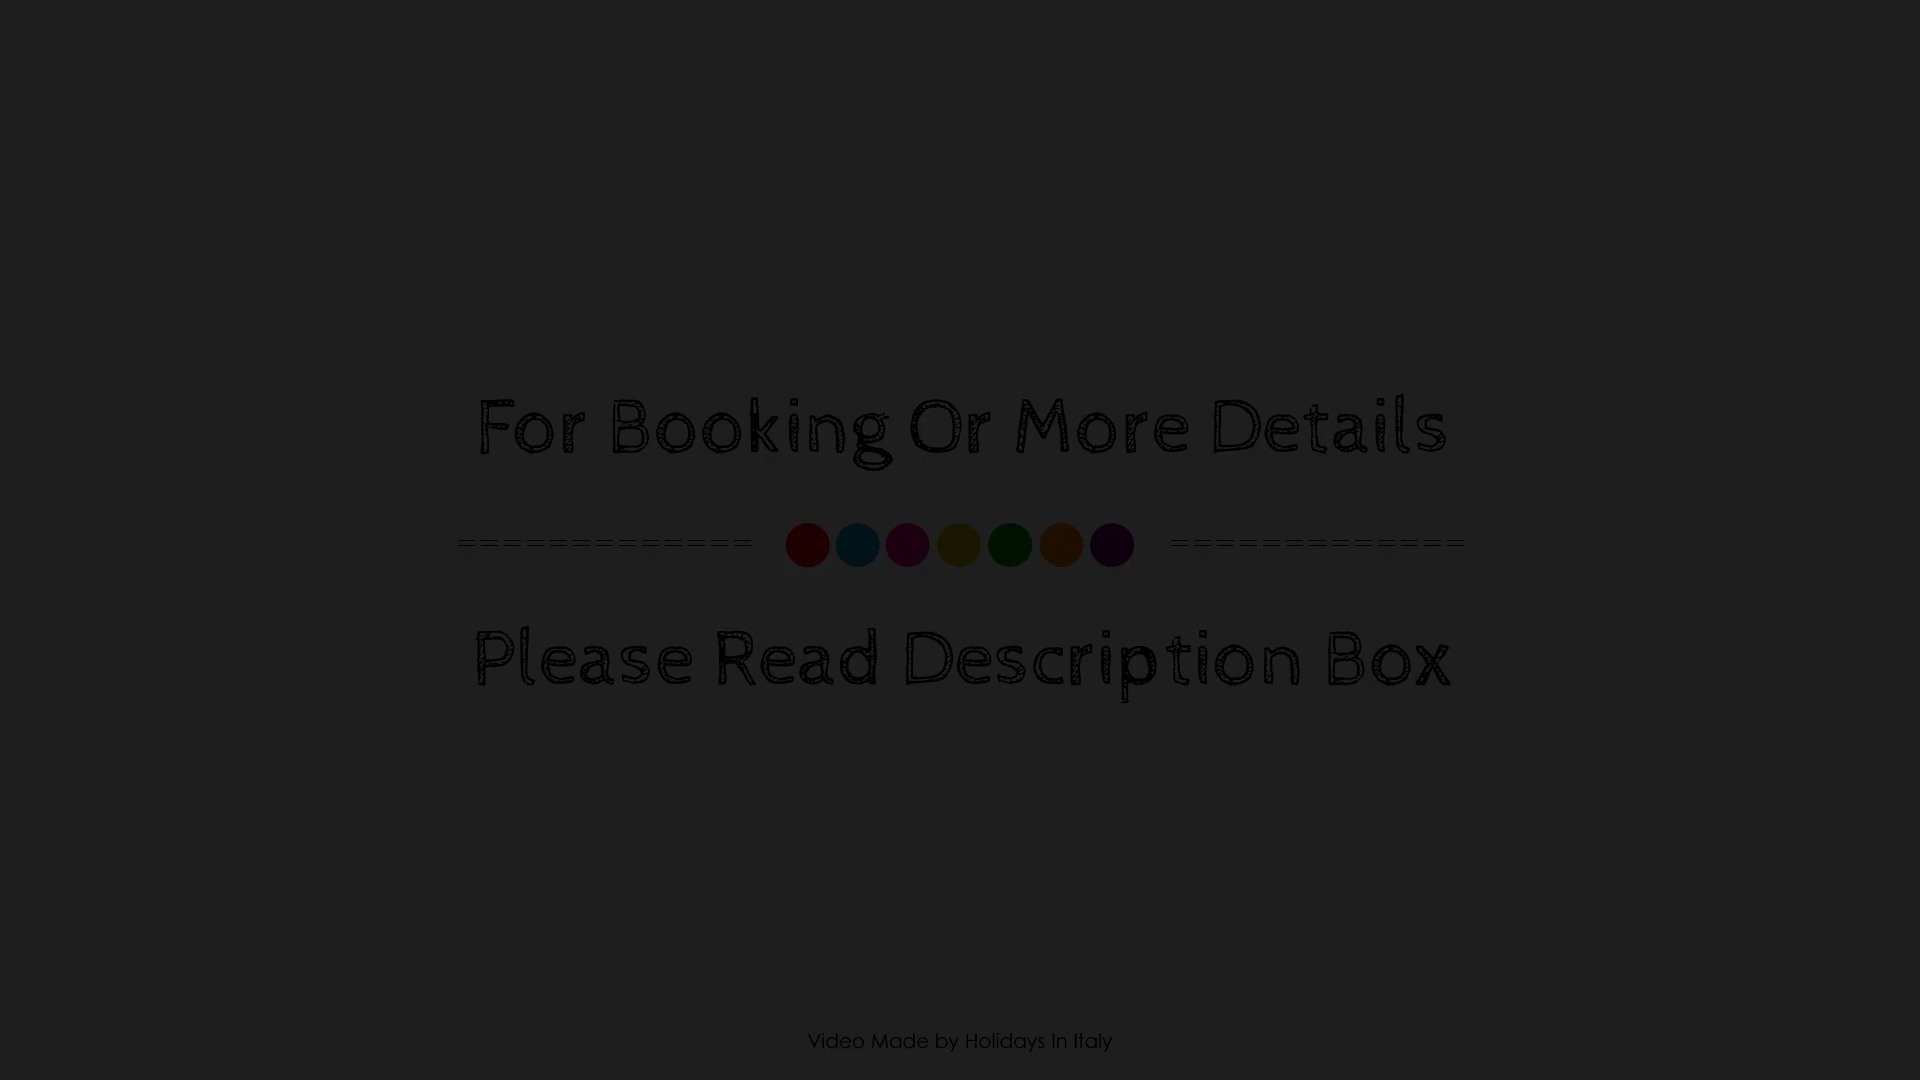 For Booking Or More Details
============= =============
Please Read Description Box
Video Made by Holidays In Italy